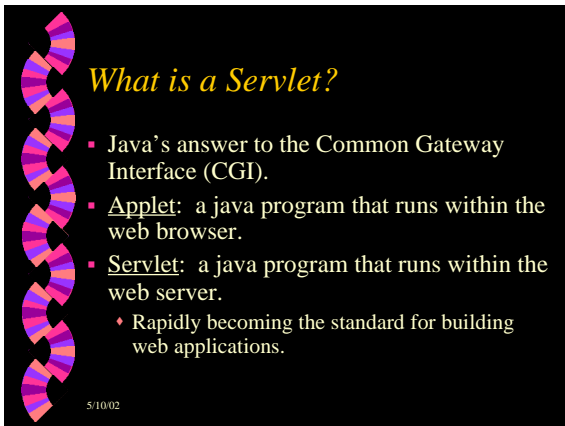 What is a Servlet?
▪ Java’s answer to the Common Gateway
Interface (CGI).
▪ Applet:  a java program that runs within the
web browser.
▪ Servlet:  a java program that runs within the
web server.
♦ Rapidly becoming the standard for building
web applications.
5/10/02